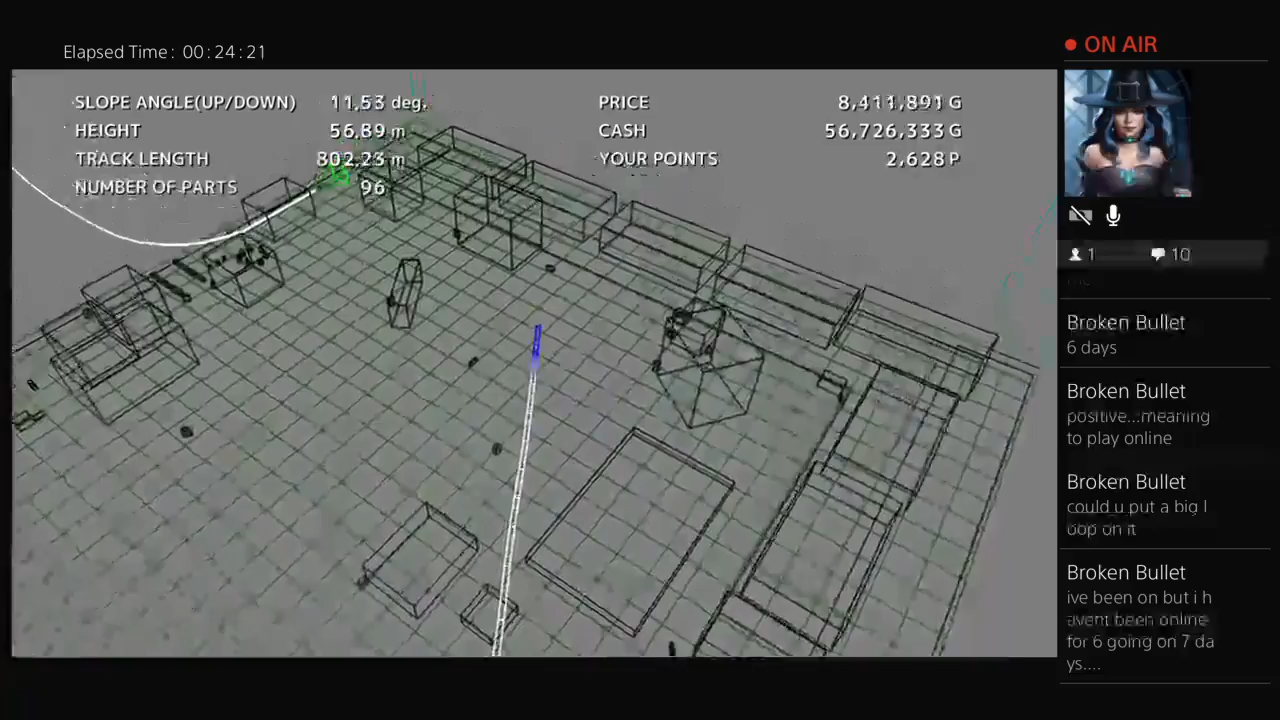 Elapsed Time: 00:24:21
ON AIR
SLOPE ANGLE(UP/DOWN) 11.53 deg.
HEIGHT 56.89 m
TRACK LENGTH 802.23 m
NUMBER OF PARTS 96
PRICE 8,411,891 G
CASH 56,726,333 G
YOUR POINTS 2,628 P
1 10
Broken Bullet
6 days
Broken Bullet
positive...meaning
to play online
Broken Bullet
could u put a big l
oop on it
Broken Bullet
ive been on but i h
avent been online
for 6 going on 7 da
ys....